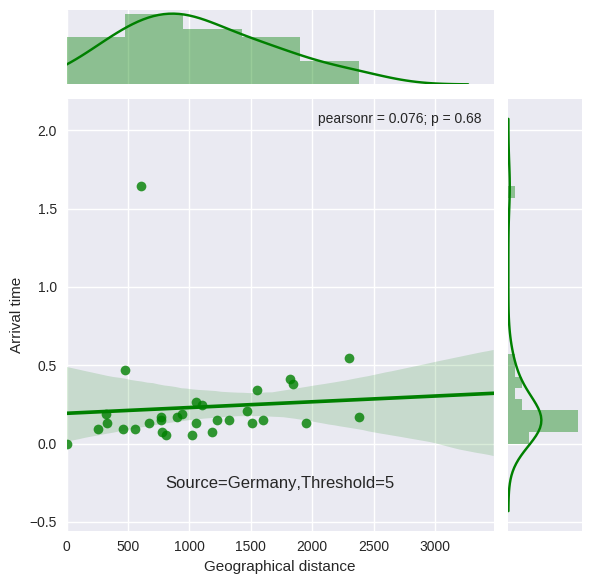 pearsonr = 0.076; p = 0.68
2.0
1.5
1.0
0.5
0.0
−0.5
Arrival time
Source=Germany,Threshold=5
0 500 1000 1500 2000 2500 3000
Geographical distance